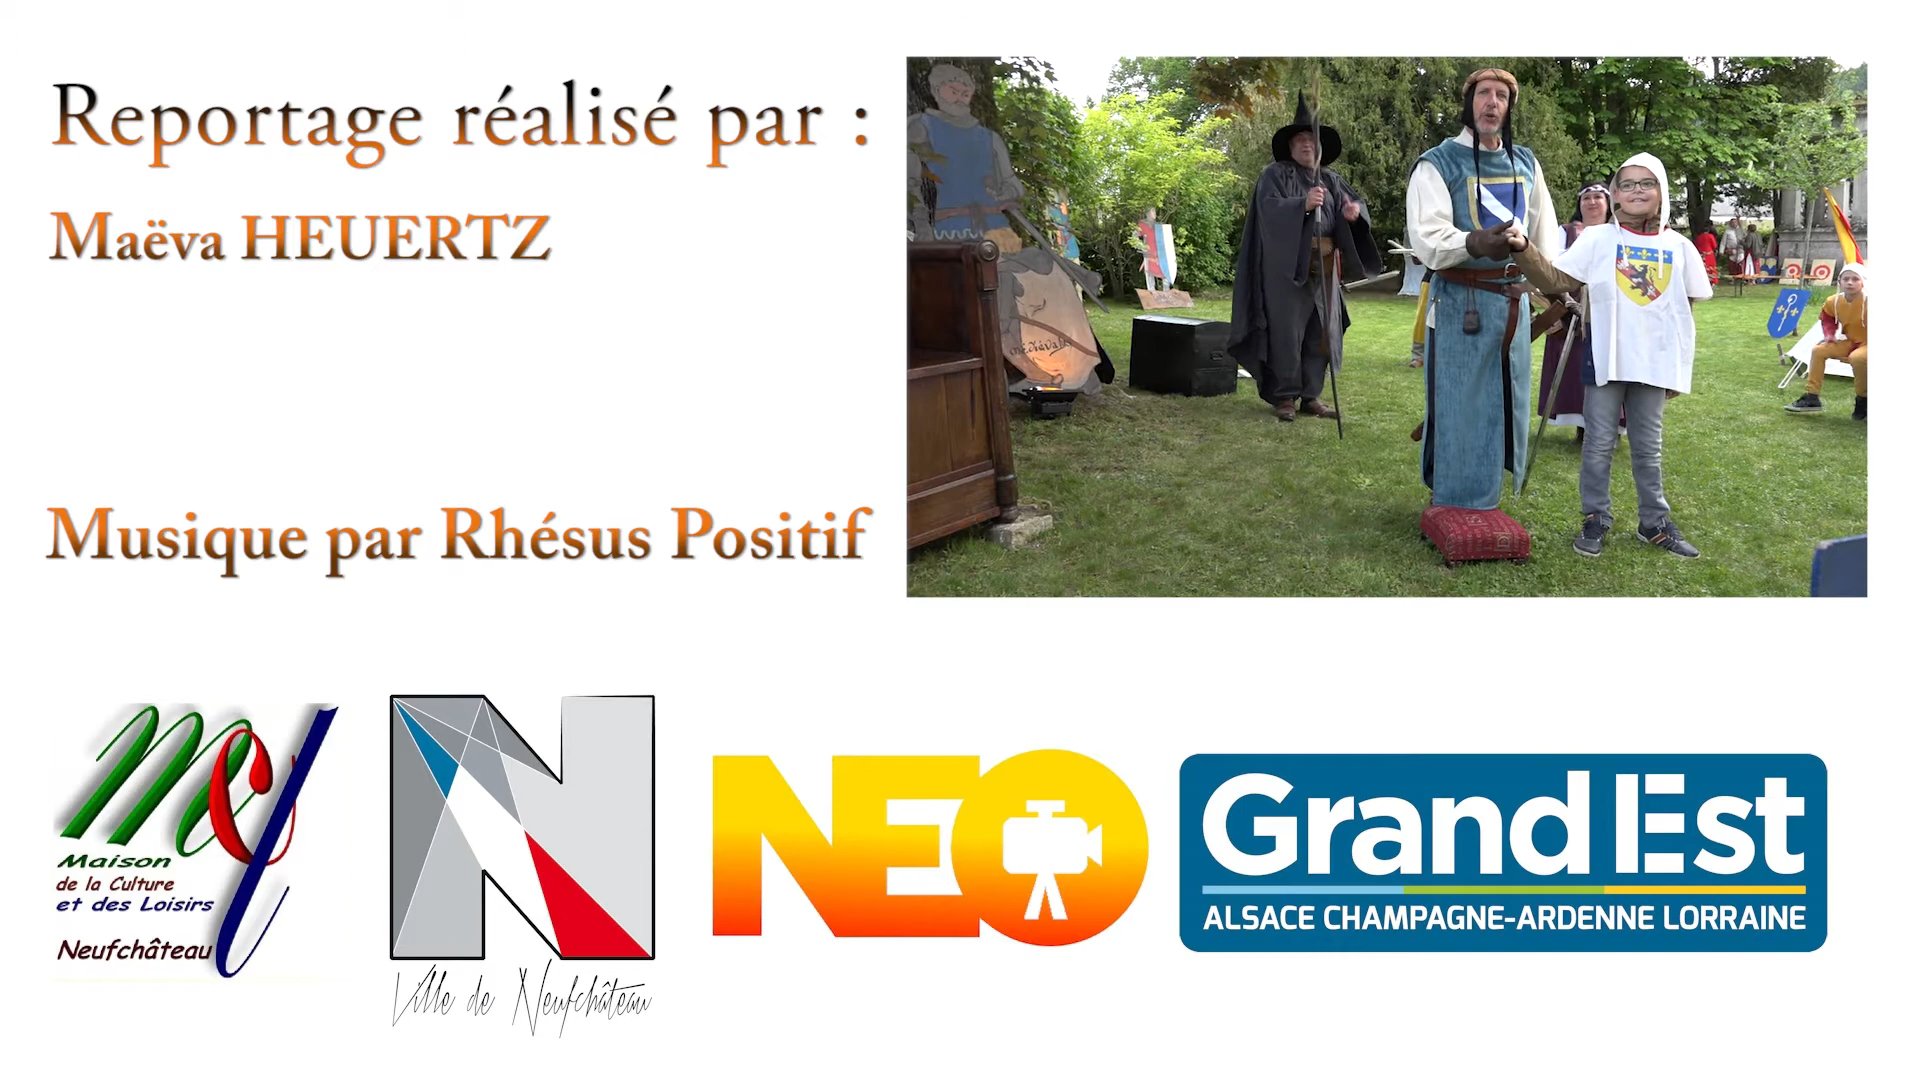 Reportage réalisé par :
Maëva HEUERTZ
Musique par Rhésus Positif
mcl
Maison
de la Culture
et des Loisirs
Neufchâteau
N
Ville de Neufchâteau
NEO
Grand Est
ALSACE CHAMPAGNE-ARDENNE LORRAINE